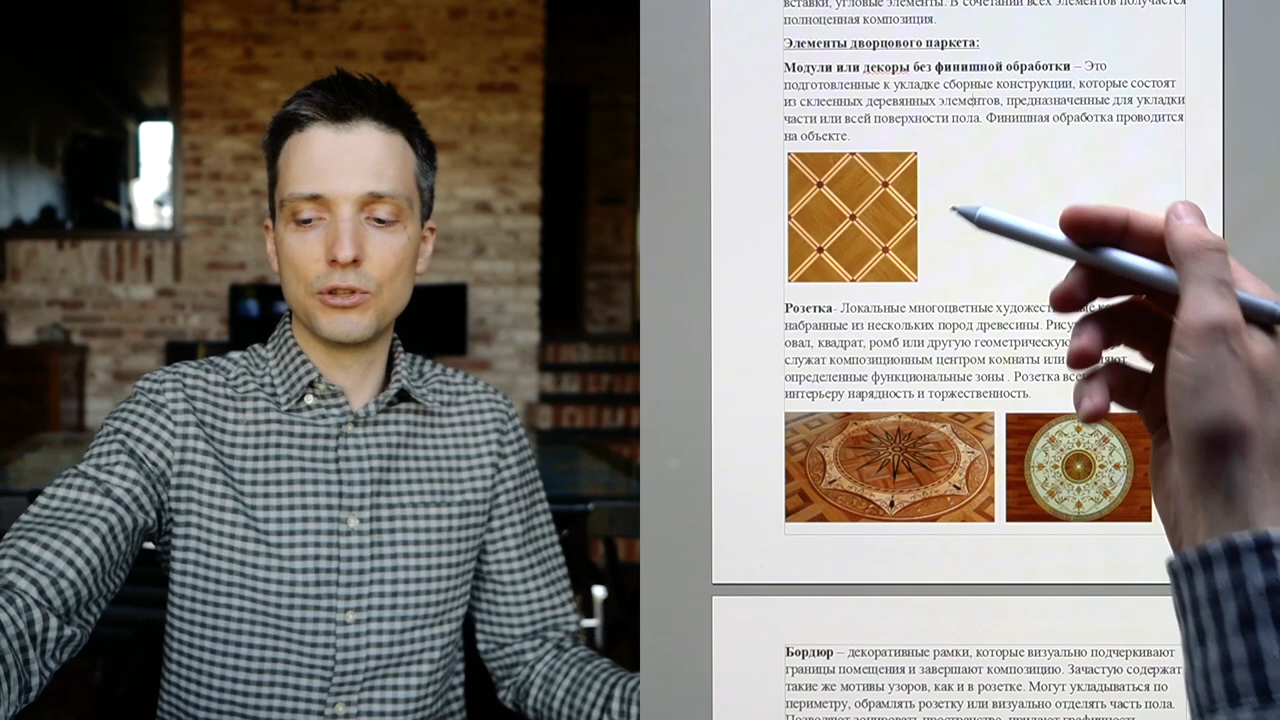 вставки, угловые элементы. В сочетании всех элементов получается
полноценная композиция.
Элементы дворцового паркета:
Модули или декоры без финишной обработки – Это
подготовленные к укладке сборные конструкции, которые состоят
из склеенных деревянных элементов, предназначенные для укладки
части или всей поверхности пола. Финишная обработка проводится
на объекте.
Розетка- Локальные многоцветные
набранные из нескольких пород древесины.
овал, квадрат, ромб или другую геометрическую
служат композиционным центром комнаты или
определенные функциональные зоны . Розетка
интерьеру нарядность и торжественность.
Бордюр – декоративные рамки, которые визуально подчеркивают
границы помещения и завершают композицию. Зачастую содержат
такие же мотивы узоров, как и в розетке. Могут укладываться по
периметру, обрамлять розетку или визуально отделять часть пола.
Позволяют зонировать пространство, придают графичность